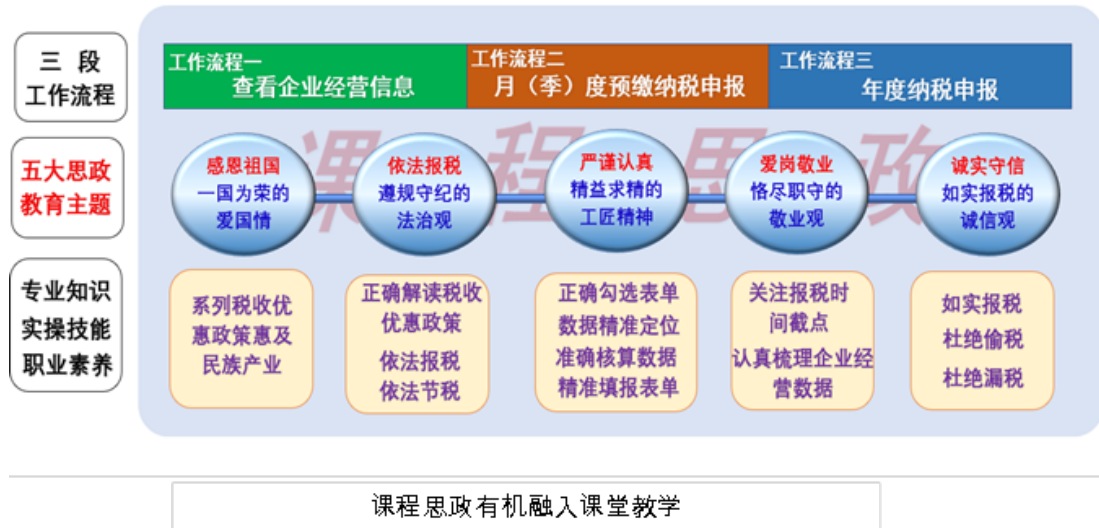 三 段
工作流程
工作流程一
查看企业经营信息
工作流程二
月（季）度预缴纳税申报
工作流程三
年度纳税申报
课程思政
五大思政
教育主题
感恩祖国
一国为荣的
爱国情
依法报税
遵规守纪的
法治观
严谨认真
精益求精的
工匠精神
爱岗敬业
恪尽职守的
敬业观
诚实守信
如实报税的
诚信观
专业知识
实操技能
职业素养
系列税收优
惠政策惠及
民族产业
正确解读税收
优惠政策
依法报税
依法节税
正确勾选表单
数据精准定位
准确核算数据
精准填报表单
关注报税时
间截点
认真梳理企业经
营数据
如实报税
杜绝偷税
杜绝漏税
课程思政有机融入课堂教学